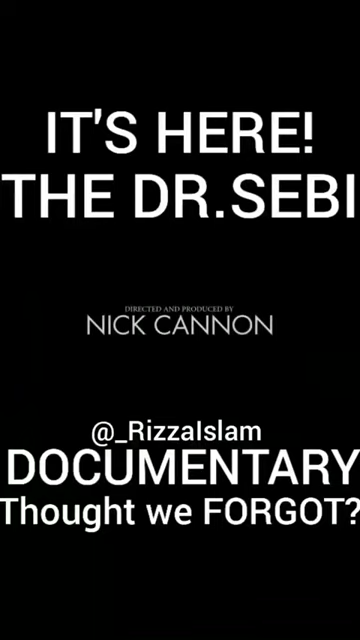 IT'S HERE!
THE DR.SEBI
DIRECTED AND PRODUCED BY
NICK CANNON
@_RizzaIslam
DOCUMENTARY
Thought we FORGOT?